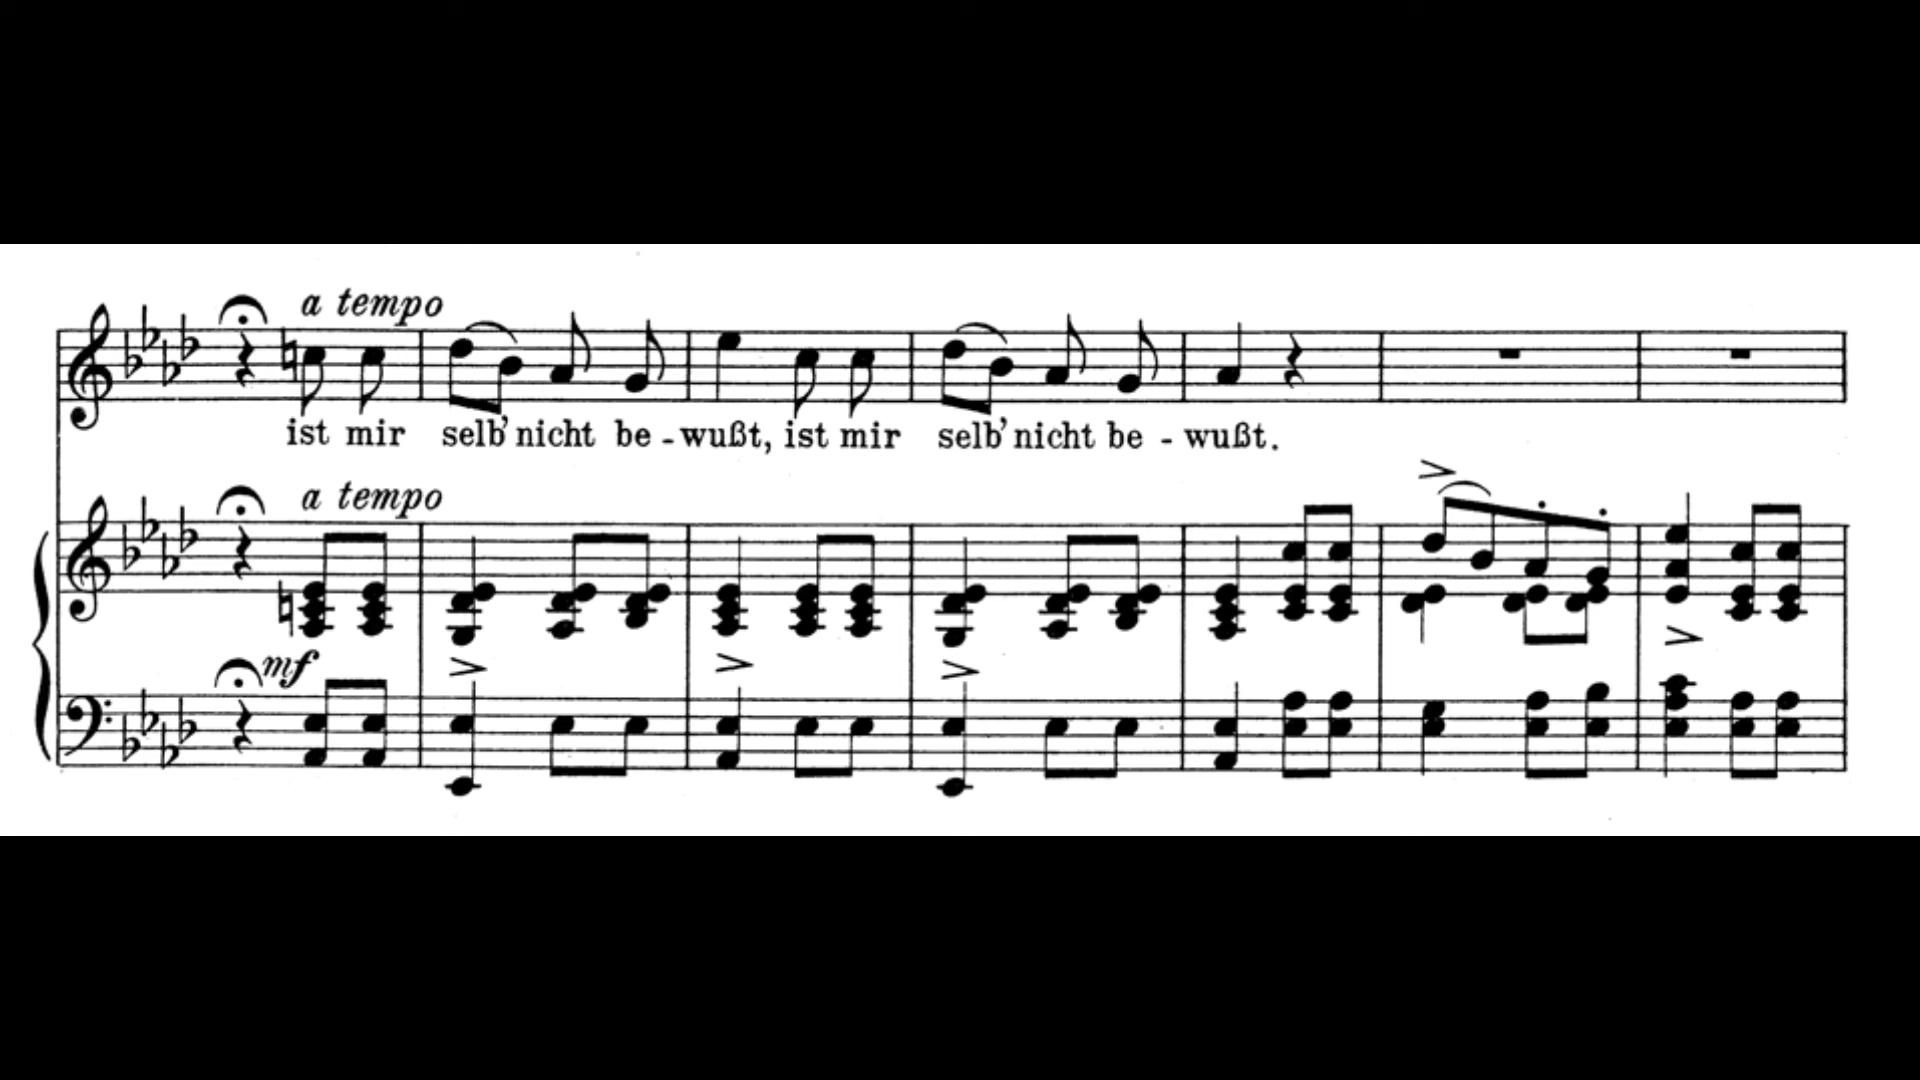 a tempo
ist mir selb' nicht be - wußt, ist mir selb' nicht be - wußt.
a tempo
mf